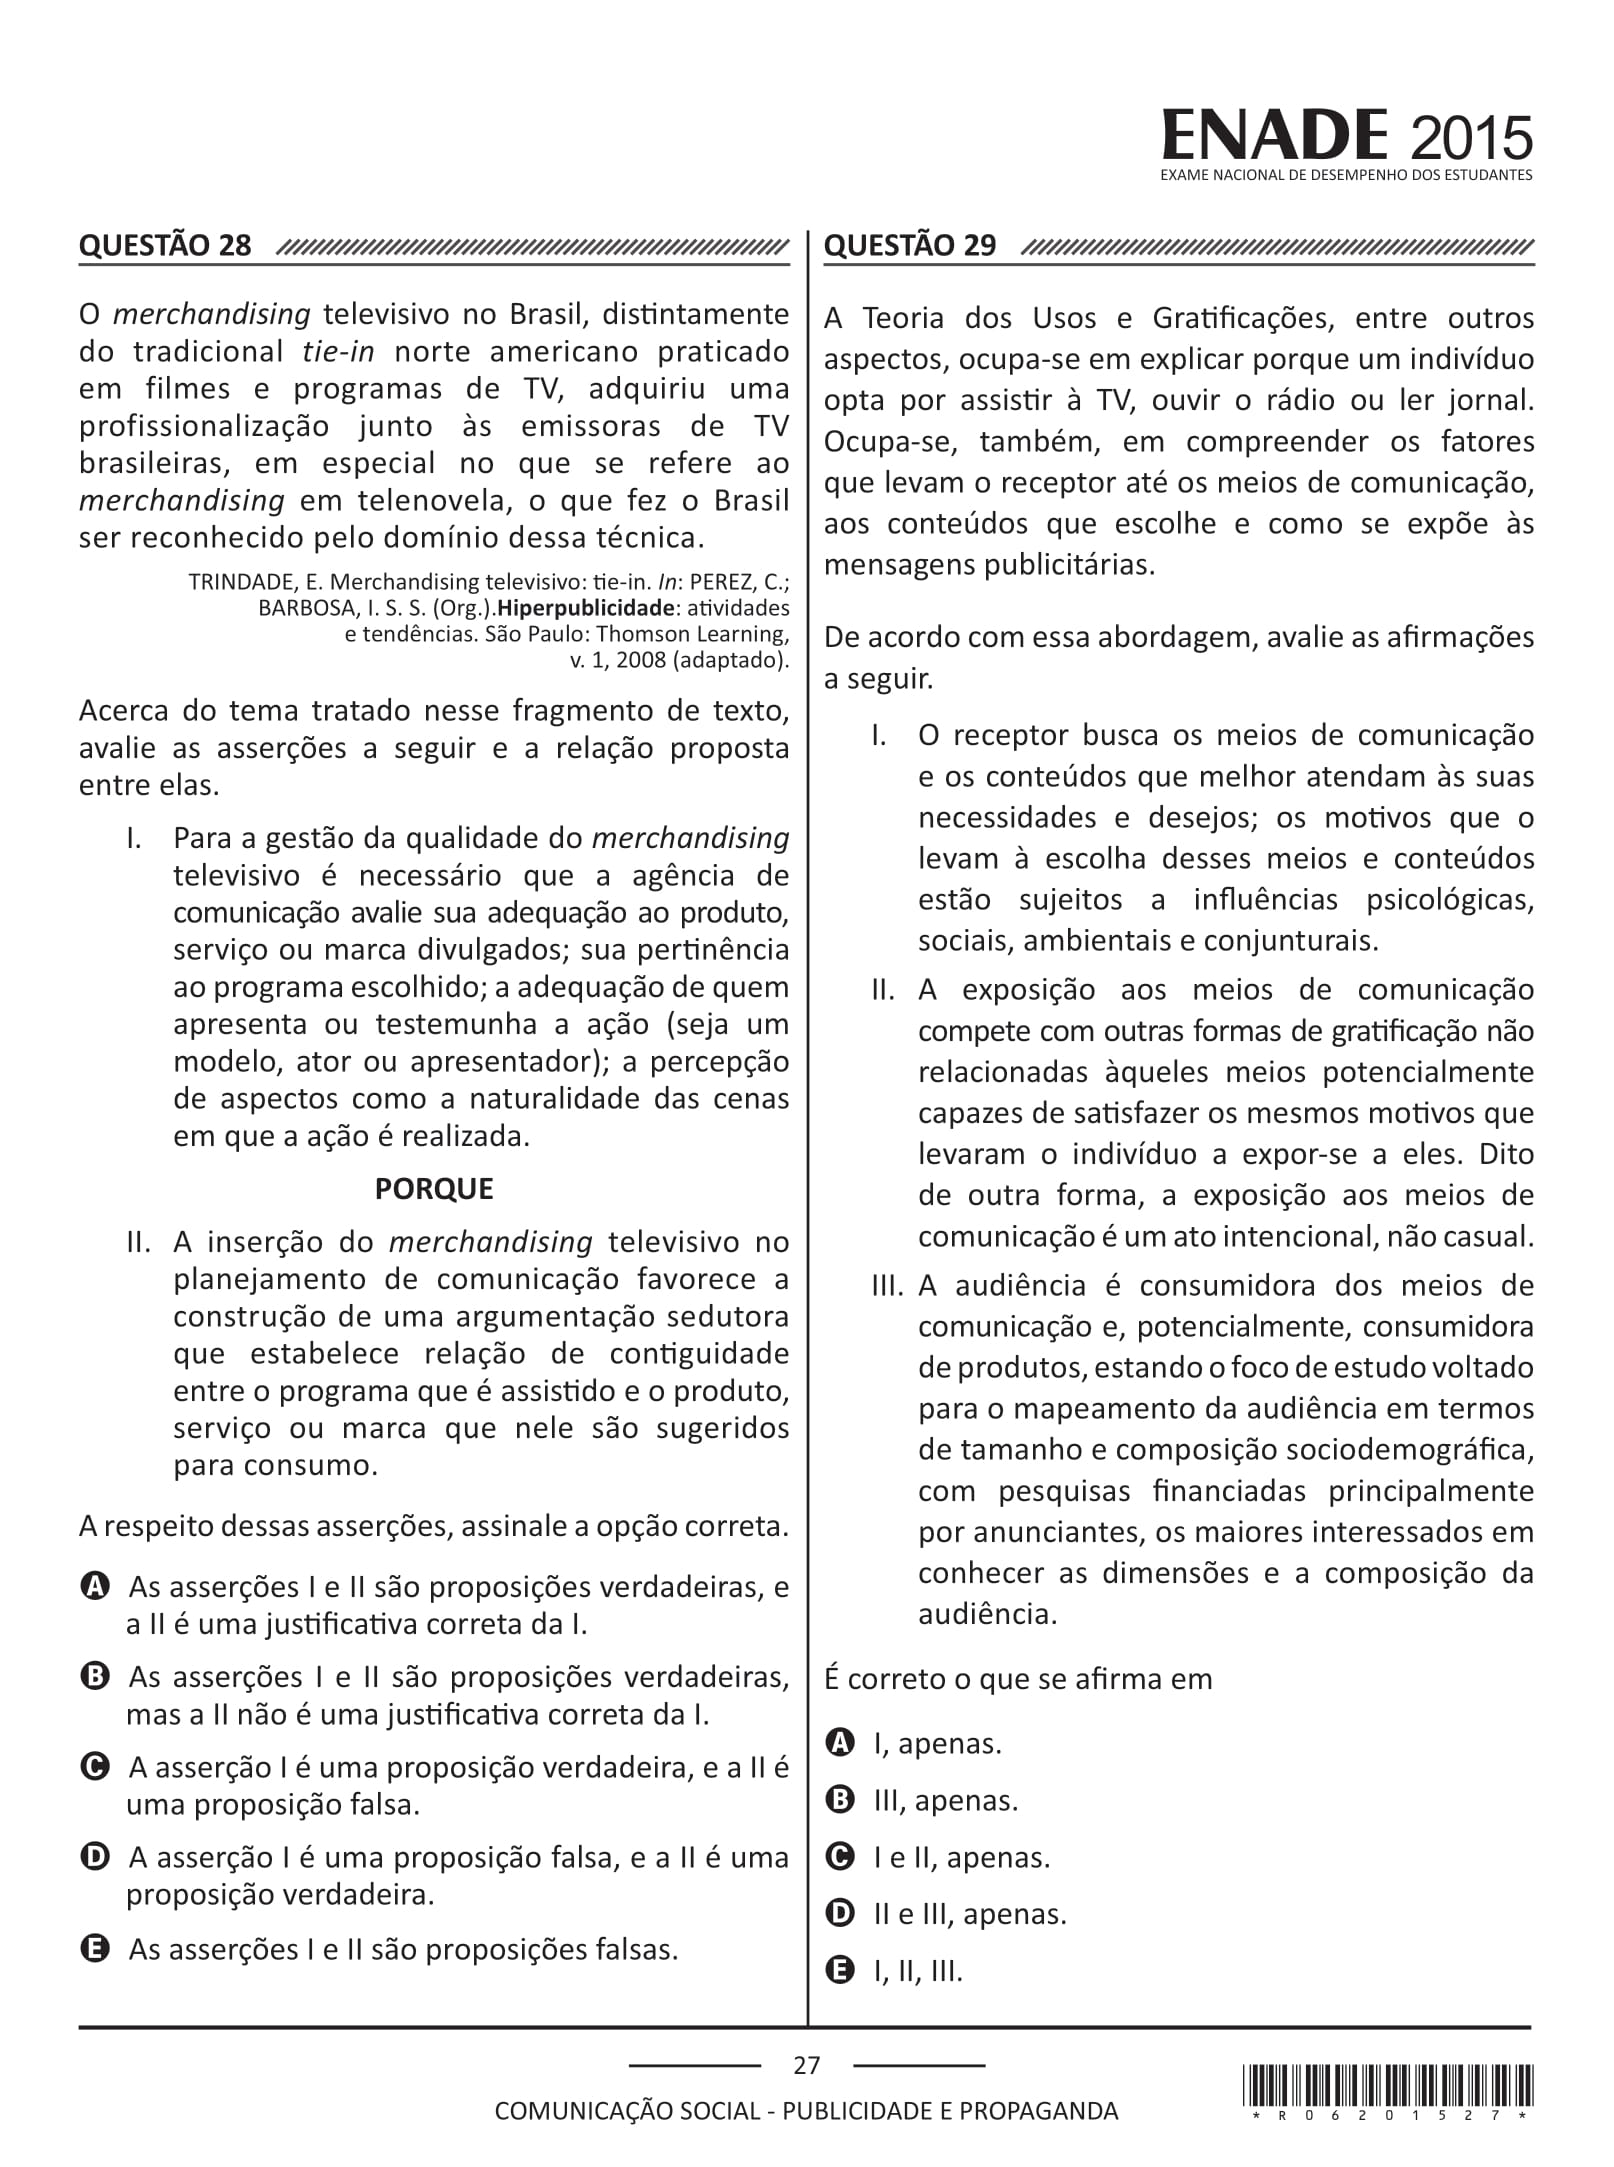 ENADE 2015
EXAME NACIONAL DE DESEMPENHO DOS ESTUDANTES
QUESTÃO 28
O merchandising televisivo no Brasil, distintamente
do tradicional tie-in norte americano praticado
em filmes e programas de TV, adquiriu uma
profissionalização junto às emissoras de TV
brasileiras, em especial no que se refere ao
merchandising em telenovela, o que fez o Brasil
ser reconhecido pelo domínio dessa técnica.
TRINDADE, E. Merchandising televisivo: tie-in. In: PEREZ, C.;
BARBOSA, I. S. S. (Org.).Hiperpublicidade: atividades
e tendências. São Paulo: Thomson Learning,
v. 1, 2008 (adaptado).
Acerca do tema tratado nesse fragmento de texto,
avalie as asserções a seguir e a relação proposta
entre elas.
I. Para a gestão da qualidade do merchandising
televisivo é necessário que a agência de
comunicação avalie sua adequação ao produto,
serviço ou marca divulgados; sua pertinência
ao programa escolhido; a adequação de quem
apresenta ou testemunha a ação (seja um
modelo, ator ou apresentador); a percepção
de aspectos como a naturalidade das cenas
em que a ação é realizada.
PORQUE
II. A inserção do merchandising televisivo no
planejamento de comunicação favorece a
construção de uma argumentação sedutora
que estabelece relação de contiguidade
entre o programa que é assistido e o produto,
serviço ou marca que nele são sugeridos
para consumo.
A respeito dessas asserções, assinale a opção correta.
A As asserções I e II são proposições verdadeiras, e
a II é uma justificativa correta da I.
B As asserções I e II são proposições verdadeiras,
mas a II não é uma justificativa correta da I.
C A asserção I é uma proposição verdadeira, e a II é
uma proposição falsa.
D A asserção I é uma proposição falsa, e a II é uma
proposição verdadeira.
E As asserções I e II são proposições falsas.
QUESTÃO 29
A Teoria dos Usos e Gratificações, entre outros
aspectos, ocupa-se em explicar porque um indivíduo
opta por assistir à TV, ouvir o rádio ou ler jornal.
Ocupa-se, também, em compreender os fatores
que levam o receptor até os meios de comunicação,
aos conteúdos que escolhe e como se expõe às
mensagens publicitárias.
De acordo com essa abordagem, avalie as afirmações
a seguir.
I. O receptor busca os meios de comunicação
e os conteúdos que melhor atendam às suas
necessidades e desejos; os motivos que o
levam à escolha desses meios e conteúdos
estão sujeitos a influências psicológicas,
sociais, ambientais e conjunturais.
II. A exposição aos meios de comunicação
compete com outras formas de gratificação não
relacionadas àqueles meios potencialmente
capazes de satisfazer os mesmos motivos que
levaram o indivíduo a expor-se a eles. Dito
de outra forma, a exposição aos meios de
comunicação é um ato intencional, não casual.
III. A audiência é consumidora dos meios de
comunicação e, potencialmente, consumidora
de produtos, estando o foco de estudo voltado
para o mapeamento da audiência em termos
de tamanho e composição sociodemográfica,
com pesquisas financiadas principalmente
por anunciantes, os maiores interessados em
conhecer as dimensões e a composição da
audiência.
É correto o que se afirma em
A I, apenas.
B III, apenas.
C I e II, apenas.
D II e III, apenas.
E I, II, III.
27
COMUNICAÇÃO SOCIAL - PUBLICIDADE E PROPAGANDA
*R06201527*